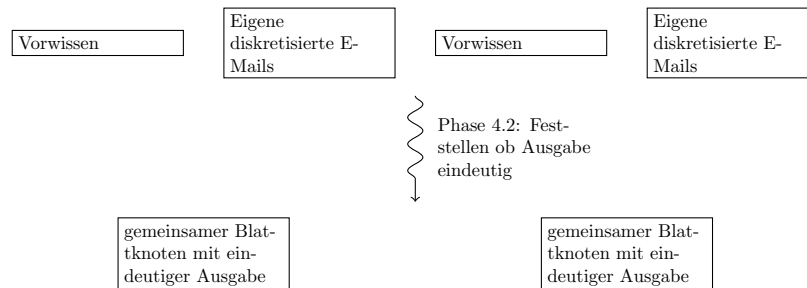 Vorwissen
Eigene
diskretisierte E-
Mails
Vorwissen
Eigene
diskretisierte E-
Mails
Phase 4.2: Fest-
stellen ob Ausgabe
eindeutig
gemeinsamer Blat-
tknoten mit ein-
deutiger Ausgabe
gemeinsamer Blat-
tknoten mit ein-
deutiger Ausgabe